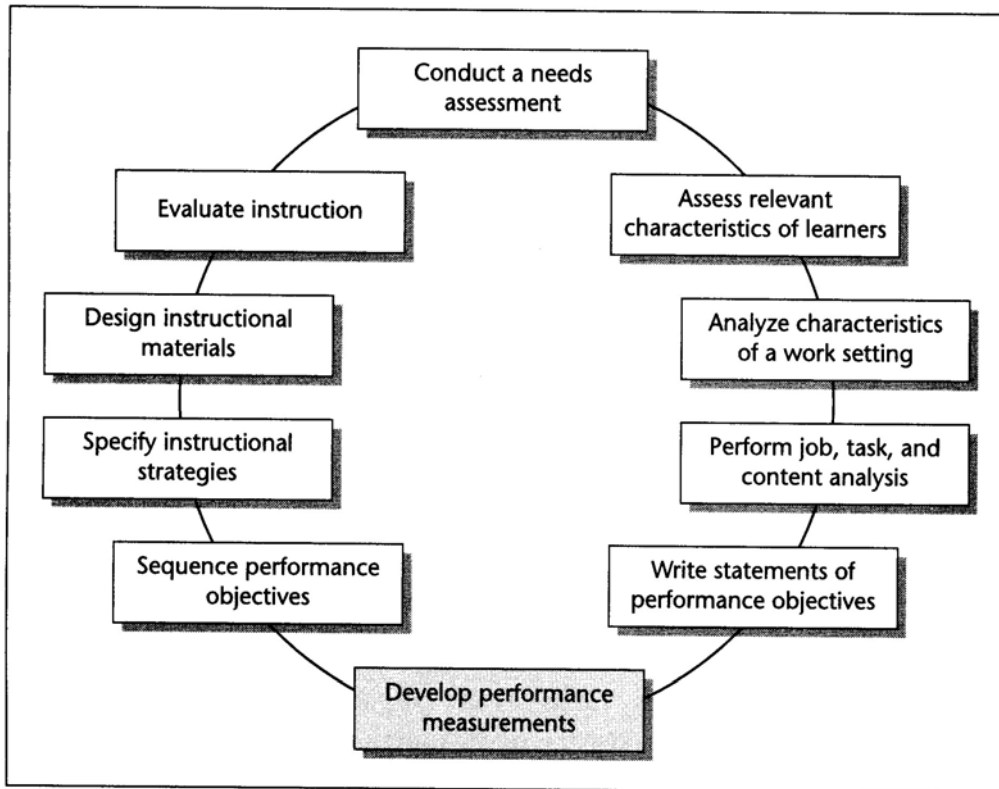 Conduct a needs
assessment
Assess relevant
characteristics of learners
Analyze characteristics
of a work setting
Perform job, task, and
content analysis
Write statements of
performance objectives
Develop performance
measurements
Sequence performance
objectives
Specify instructional
strategies
Design instructional
materials
Evaluate instruction